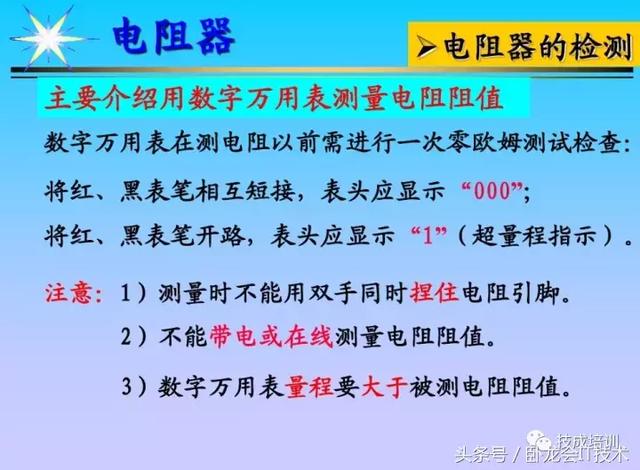 电阻器
➢电阻器的检测
主要介绍用数字万用表测量电阻阻值
数字万用表在测电阻以前需进行一次零欧姆测试检查：
将红、黑表笔相互短接，表头应显示“000”；
将红、黑表笔开路，表头应显示“1”（超量程指示）。
注意：1）测量时不能用双手同时捏住电阻引脚。
2）不能带电或在线测量电阻阻值。
3）数字万用表量程要大于被测电阻阻值。
技成培训
头条号/卧龙会IT技术